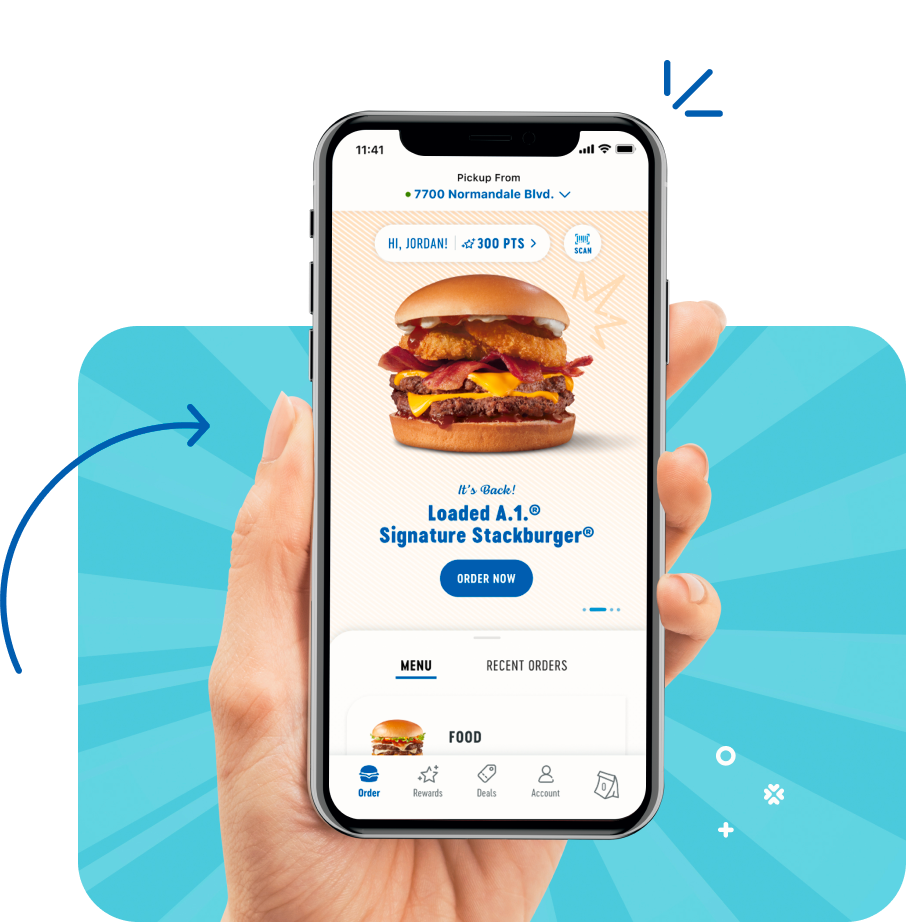 11:41
Pickup From
7700 Normandale Blvd.
HI, JORDAN! 300 PTS
SCAN
It's Back!
Loaded A.1.®
Signature Stackburger®
ORDER NOW
MENU RECENT ORDERS
FOOD
Order Rewards Deals Account 0